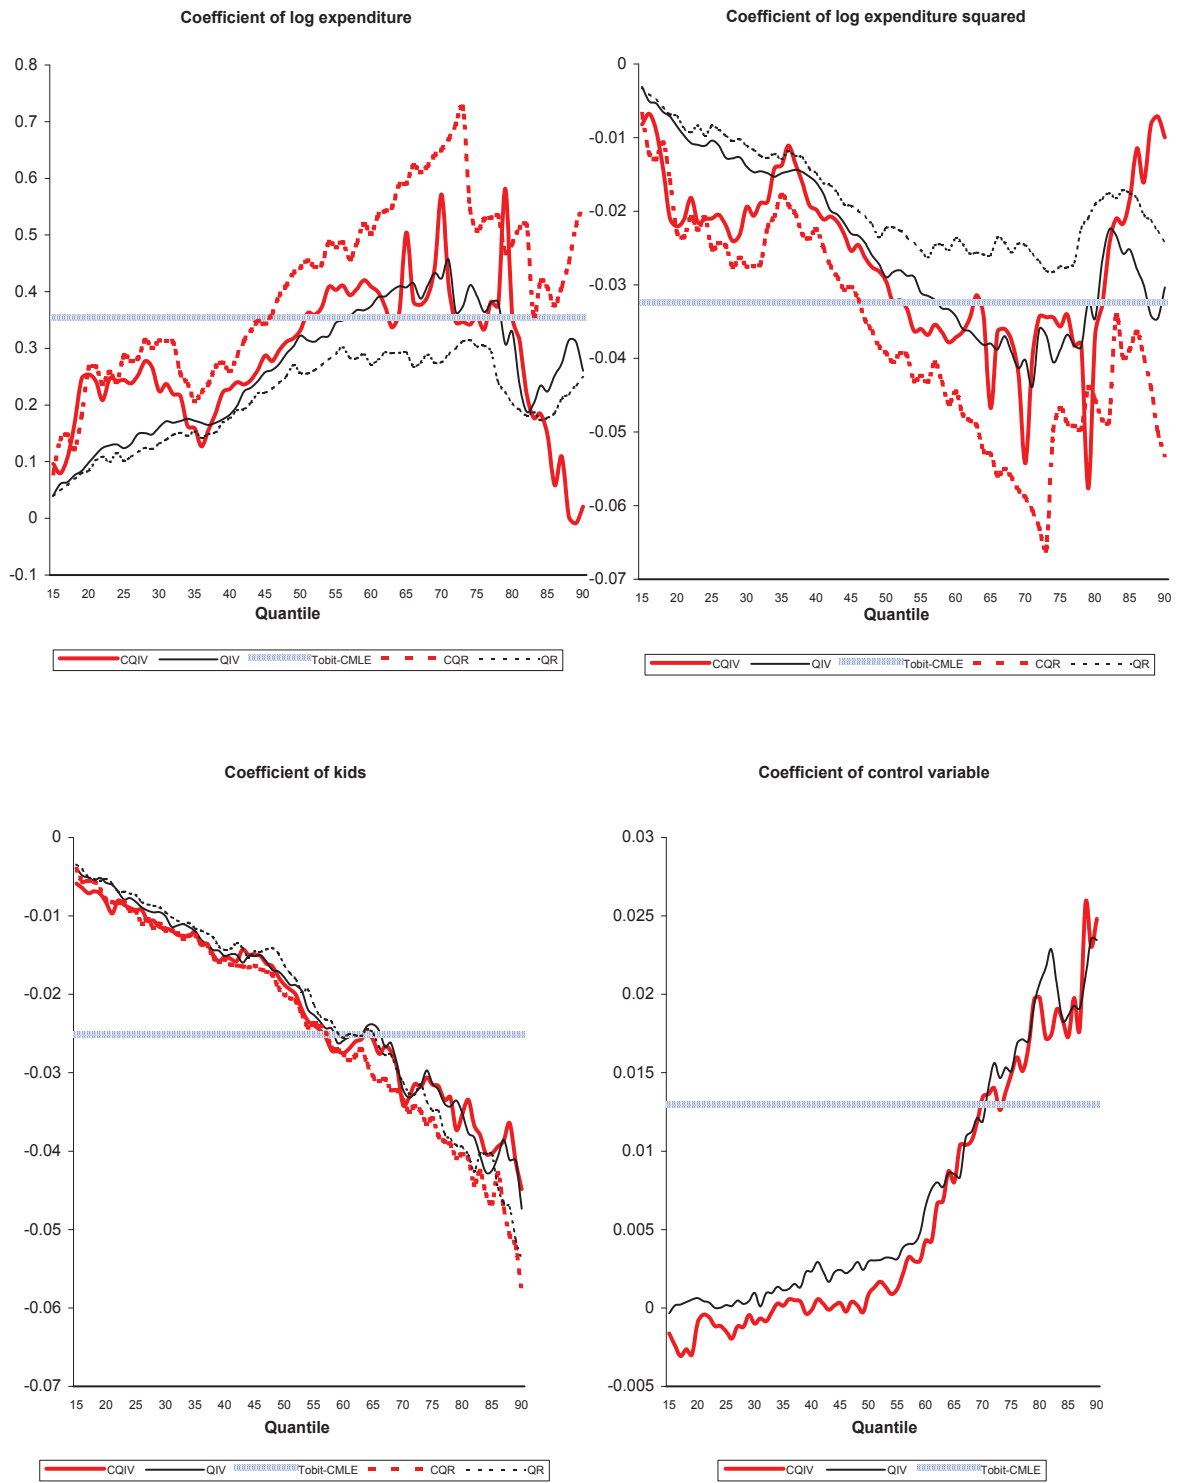 Coefficient of log expenditure
0.8
0.7
0.6
0.5
0.4
0.3
0.2
0.1
0
-0.1
15 20 25 30 35 40 45 50 55 60 65 70 75 80 85 90
Quantile
CQIV QIV Tobit-CMLE CQR QR
Coefficient of log expenditure squared
0
-0.01
-0.02
-0.03
-0.04
-0.05
-0.06
-0.07
15 20 25 30 35 40 45 50 55 60 65 70 75 80 85 90
Quantile
CQIV QIV Tobit-CMLE CQR QR
Coefficient of kids
0
-0.01
-0.02
-0.03
-0.04
-0.05
-0.06
-0.07
15 20 25 30 35 40 45 50 55 60 65 70 75 80 85 90
Quantile
CQIV QIV Tobit-CMLE CQR QR
Coefficient of control variable
0.03
0.025
0.02
0.015
0.01
0.005
0
-0.005
15 20 25 30 35 40 45 50 55 60 65 70 75 80 85 90
Quantile
CQIV QIV Tobit-CMLE